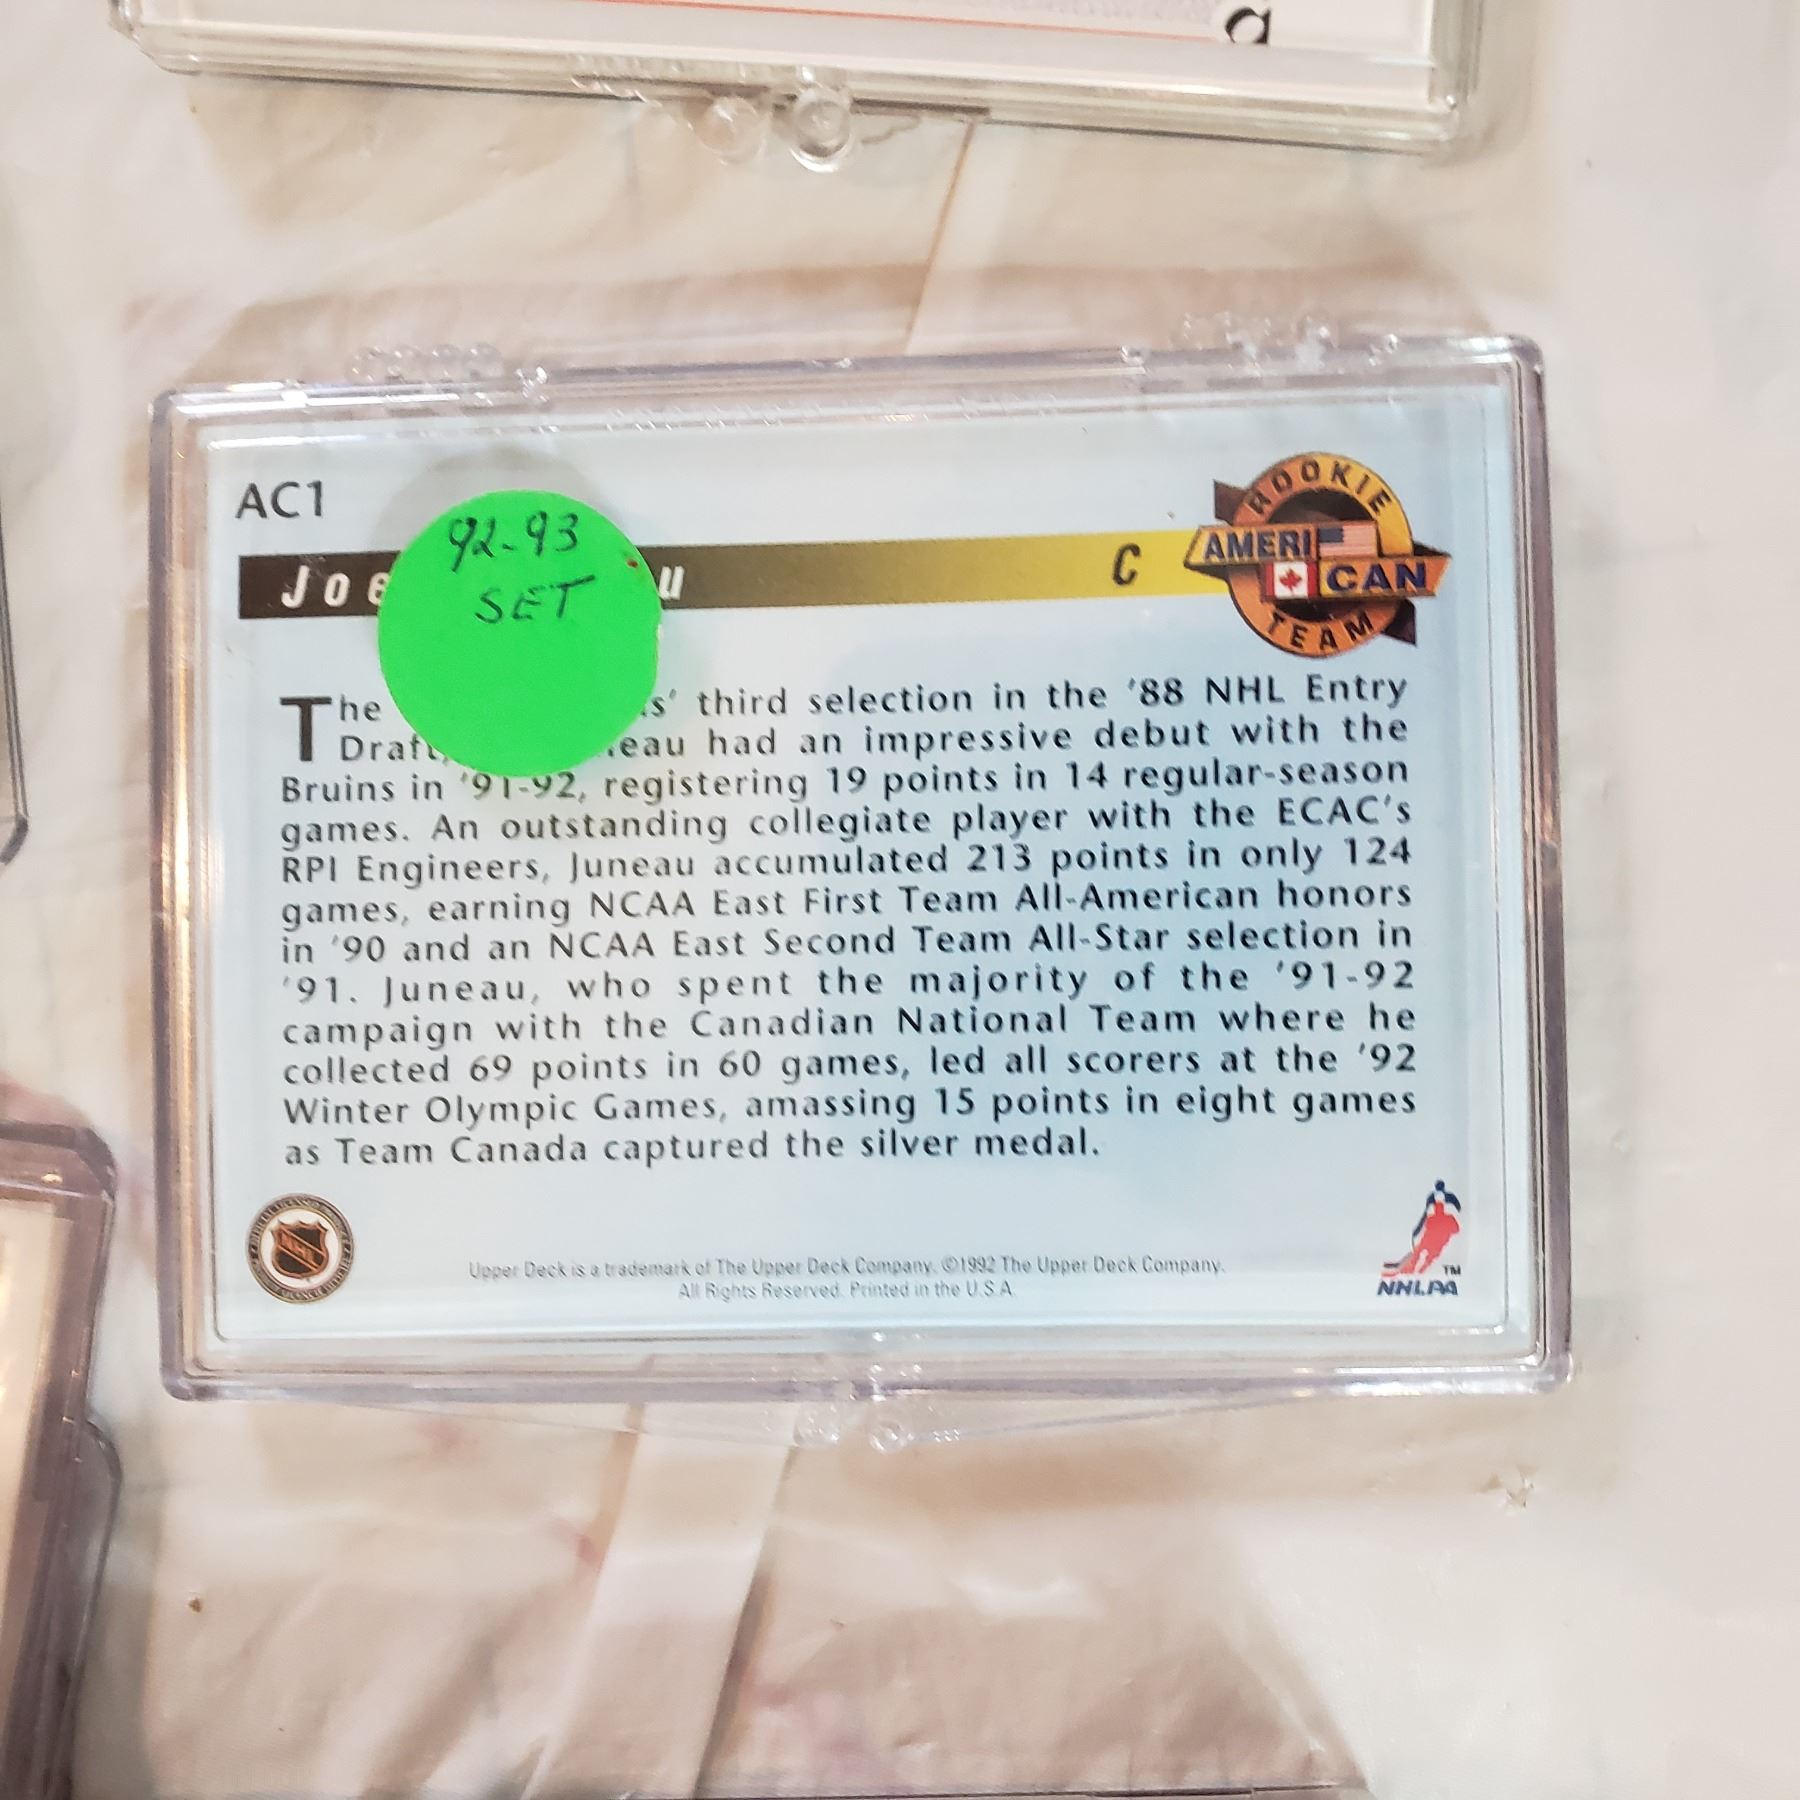 AC1
92-93
SET
Joe
u
C
ROOKIE
AMERI
CAN
TEAM
The s' third selection in the '88 NHL Entry
Draft, eau had an impressive debut with the
Bruins in '91-92, registering 19 points in 14 regular-season
games. An outstanding collegiate player with the ECAC's
RPI Engineers, Juneau accumulated 213 points in only 124
games, earning NCAA East First Team All-American honors
in '90 and an NCAA East Second Team All-Star selection in
'91. Juneau, who spent the majority of the '91-92
campaign with the Canadian National Team where he
collected 69 points in 60 games, led all scorers at the '92
Winter Olympic Games, amassing 15 points in eight games
as Team Canada captured the silver medal.
NHL
Upper Deck is a trademark of The Upper Deck Company. ©1992 The Upper Deck Company.
All Rights Reserved. Printed in the U.S.A.
TM
NHLPA